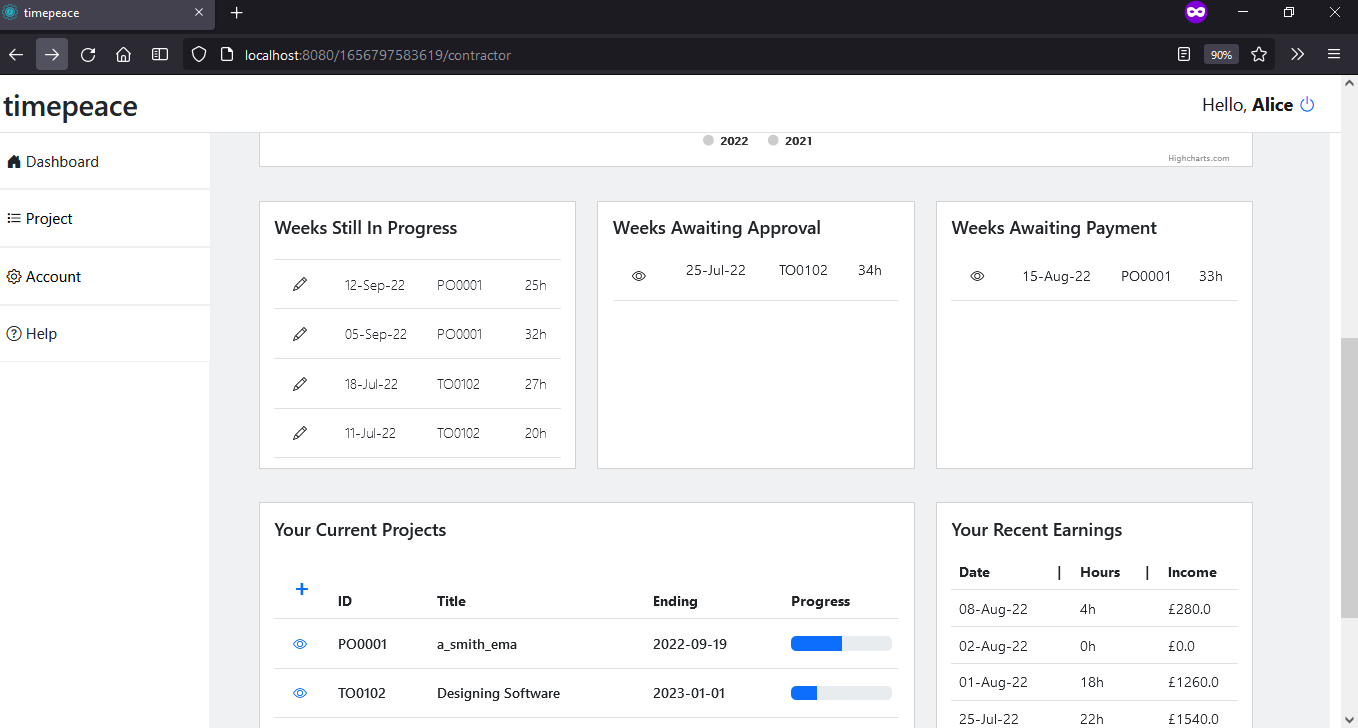 timepeace
localhost:8080/1656797583619/contractor
90%
timepeace
Hello, Alice
Dashboard
Project
Account
Help
2022 2021
Highcharts.com
Weeks Still In Progress
12-Sep-22 PO0001 25h
05-Sep-22 PO0001 32h
18-Jul-22 TO0102 27h
11-Jul-22 TO0102 20h
Weeks Awaiting Approval
25-Jul-22 TO0102 34h
Weeks Awaiting Payment
15-Aug-22 PO0001 33h
Your Current Projects
ID Title Ending Progress
PO0001 a_smith_ema 2022-09-19
TO0102 Designing Software 2023-01-01
Your Recent Earnings
Date | Hours | Income
08-Aug-22 4h £280.0
02-Aug-22 0h £0.0
01-Aug-22 18h £1260.0
25-Jul-22 22h £1540.0